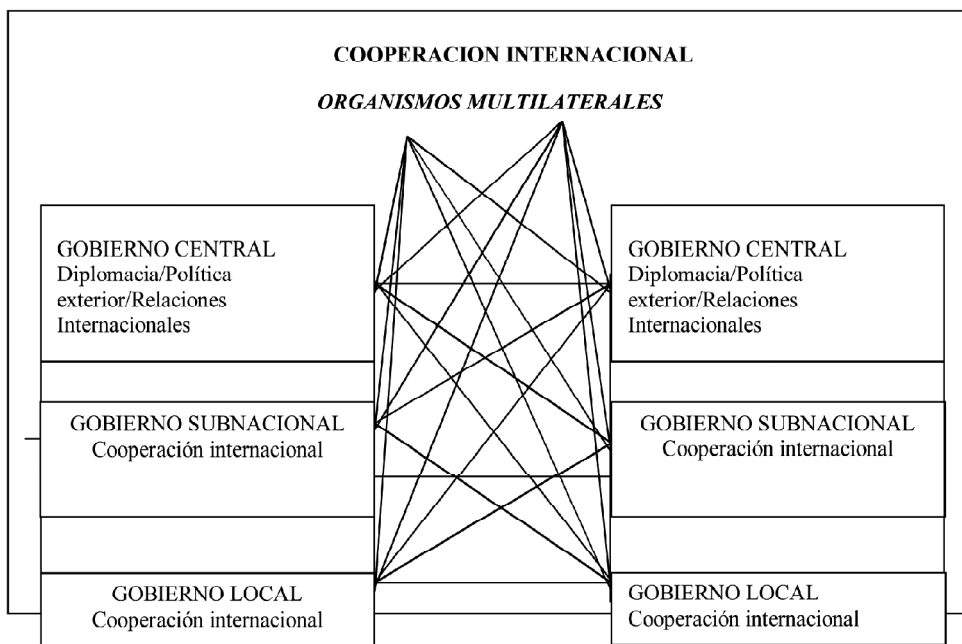 COOPERACION INTERNACIONAL
ORGANISMOS MULTILATERALES
GOBIERNO CENTRAL
Diplomacia/Política
exterior/Relaciones
Internacionales
GOBIERNO CENTRAL
Diplomacia/Política
exterior/Relaciones
Internacionales
GOBIERNO SUBNACIONAL
Cooperación internacional
GOBIERNO SUBNACIONAL
Cooperación internacional
GOBIERNO LOCAL
Cooperación internacional
GOBIERNO LOCAL
Cooperación internacional